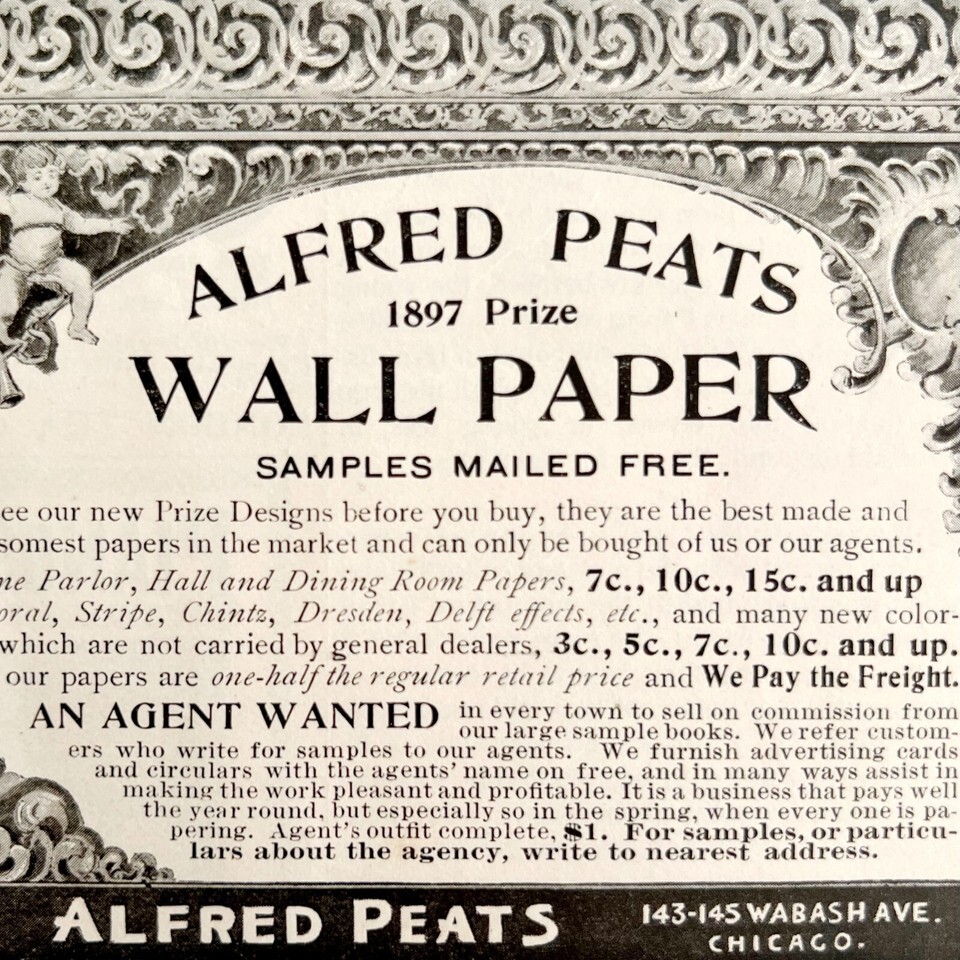 ALFRED PEATS
1897 Prize
WALL PAPER
SAMPLES MAILED FREE.
ee our new Prize Designs before you buy, they are the best made and
somest papers in the market and can only be bought of us or our agents.
ne Parlor, Hall and Dining Room Papers, 7c., 10c., 15c. and up
oral, Stripe, Chintz, Dresden, Delft effects, etc., and many new color-
which are not carried by general dealers, 3c., 5c., 7c., 10c. and up.
our papers are one-half the regular retail price and We Pay the Freight.
AN AGENT WANTED in every town to sell on commission from
our large sample books. We refer custom-
ers who write for samples to our agents. We furnish advertising cards
and circulars with the agents' name on free, and in many ways assist in
making the work pleasant and profitable. It is a business that pays well
the year round, but especially so in the spring, when every one is pa-
pering. Agent's outfit complete, $1. For samples, or particu-
lars about the agency, write to nearest address.
ALFRED PEATS
143-145 WABASH AVE.
CHICAGO.